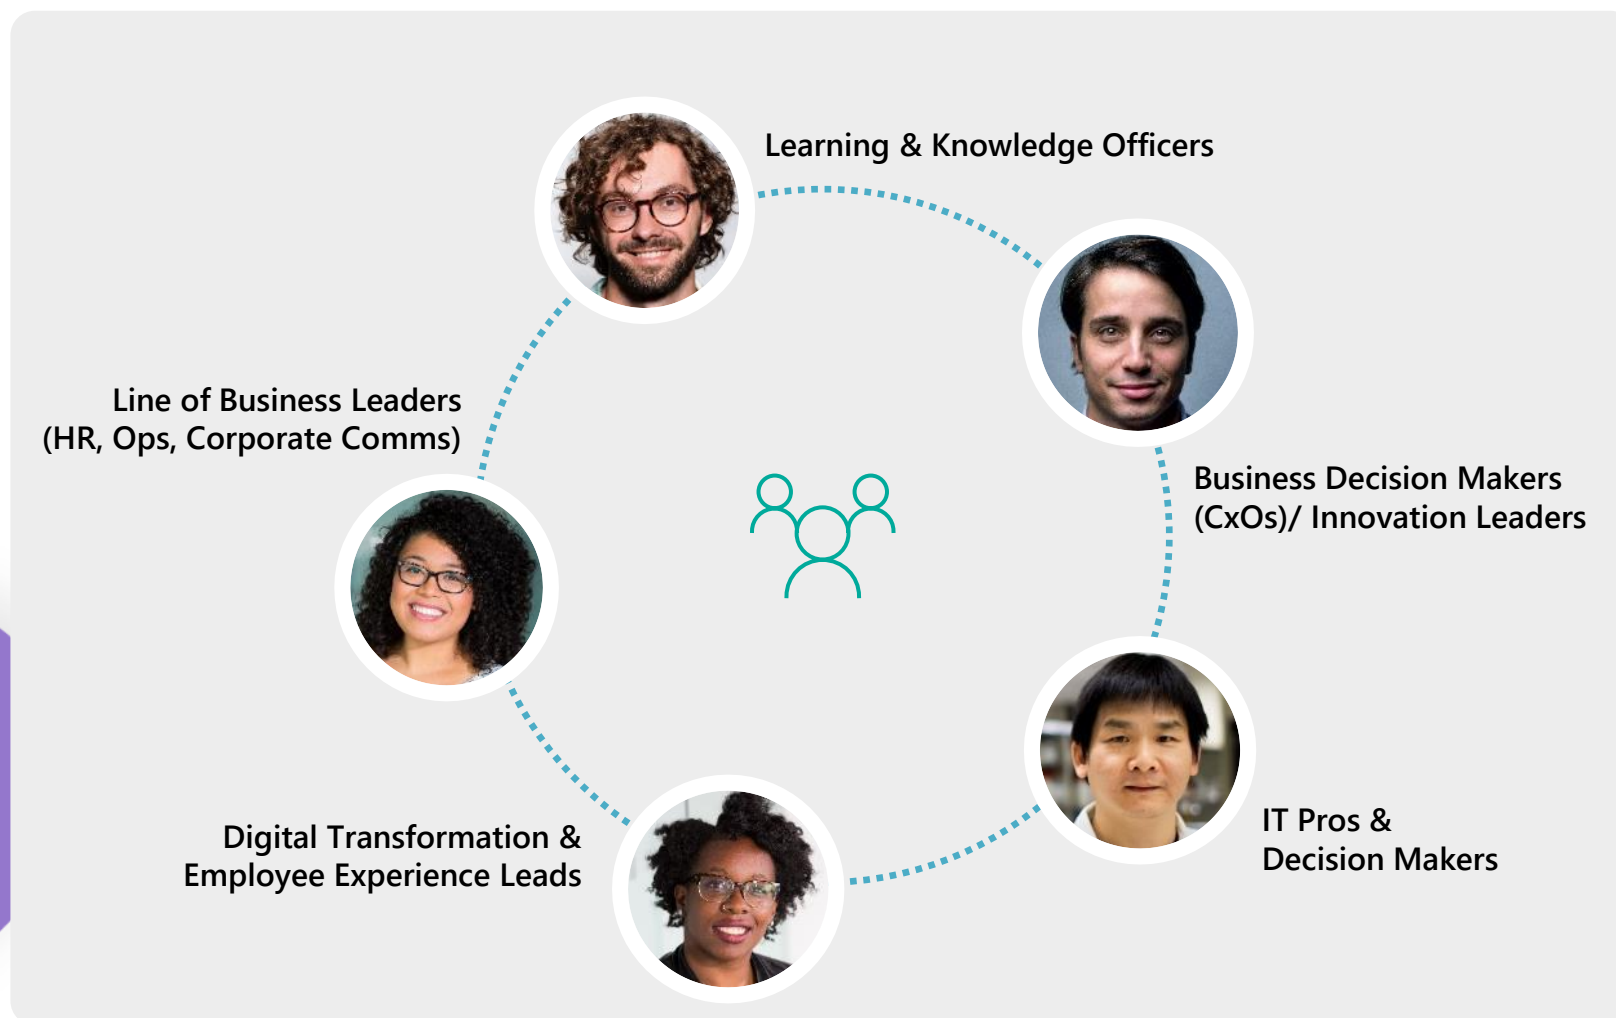 Learning & Knowledge Officers
Line of Business Leaders
(HR, Ops, Corporate Comms)
Business Decision Makers
(CxOs)/ Innovation Leaders
IT Pros &
Decision Makers
Digital Transformation &
Employee Experience Leads